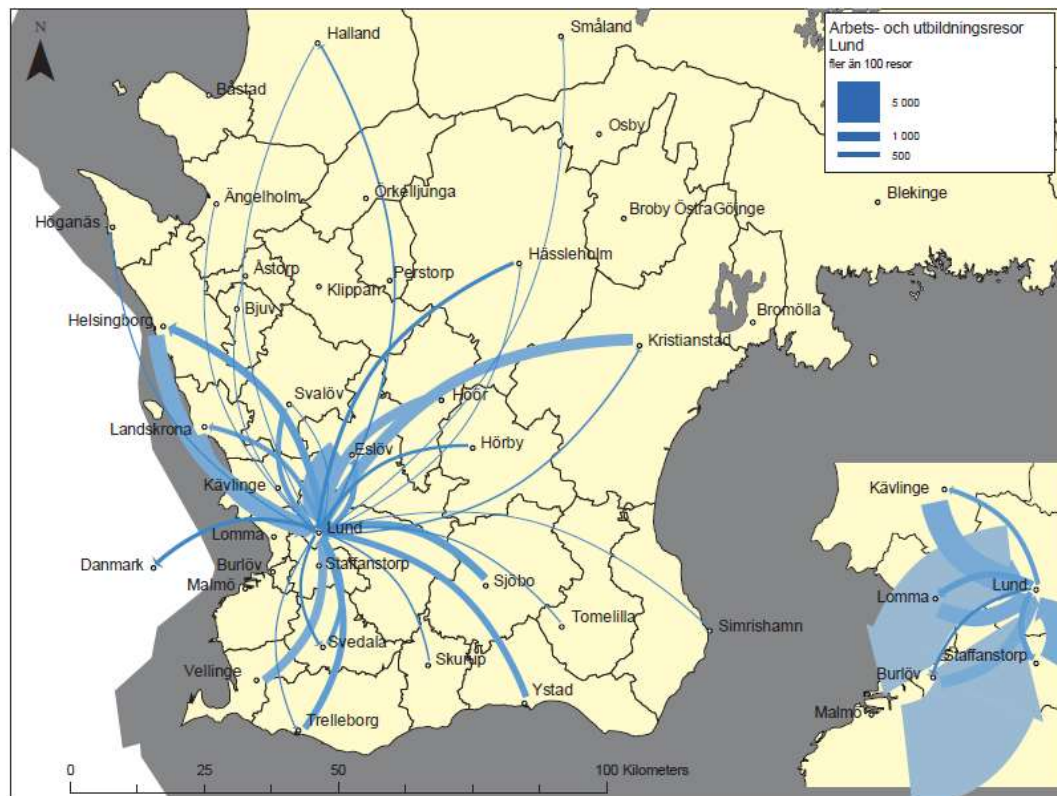 N
Halland
Småland
Arbets- och utbildningsresor
Lund
fler än 100 resor
5 000
1 000
500
Båstad
Osby
Blekinge
Ängelholm
Örkelljunga
Broby Östra Göinge
Höganäs
Åstorp
Perstorp
Hässleholm
Klippan
Bjuv
Bromölla
Helsingborg
Kristianstad
Svalöv
Höör
Landskrona
Eslöv
Hörby
Kävlinge
Lund
Lomma
Danmark
Burlöv
Staffanstorp
Malmö
Sjöbo
Tomelilla
Simrishamn
Svedala
Skurup
Vellinge
Ystad
Trelleborg
Kävlinge
Lund
Lomma
Staffanstorp
Burlöv
Malmö
0 25 50 100 Kilometers